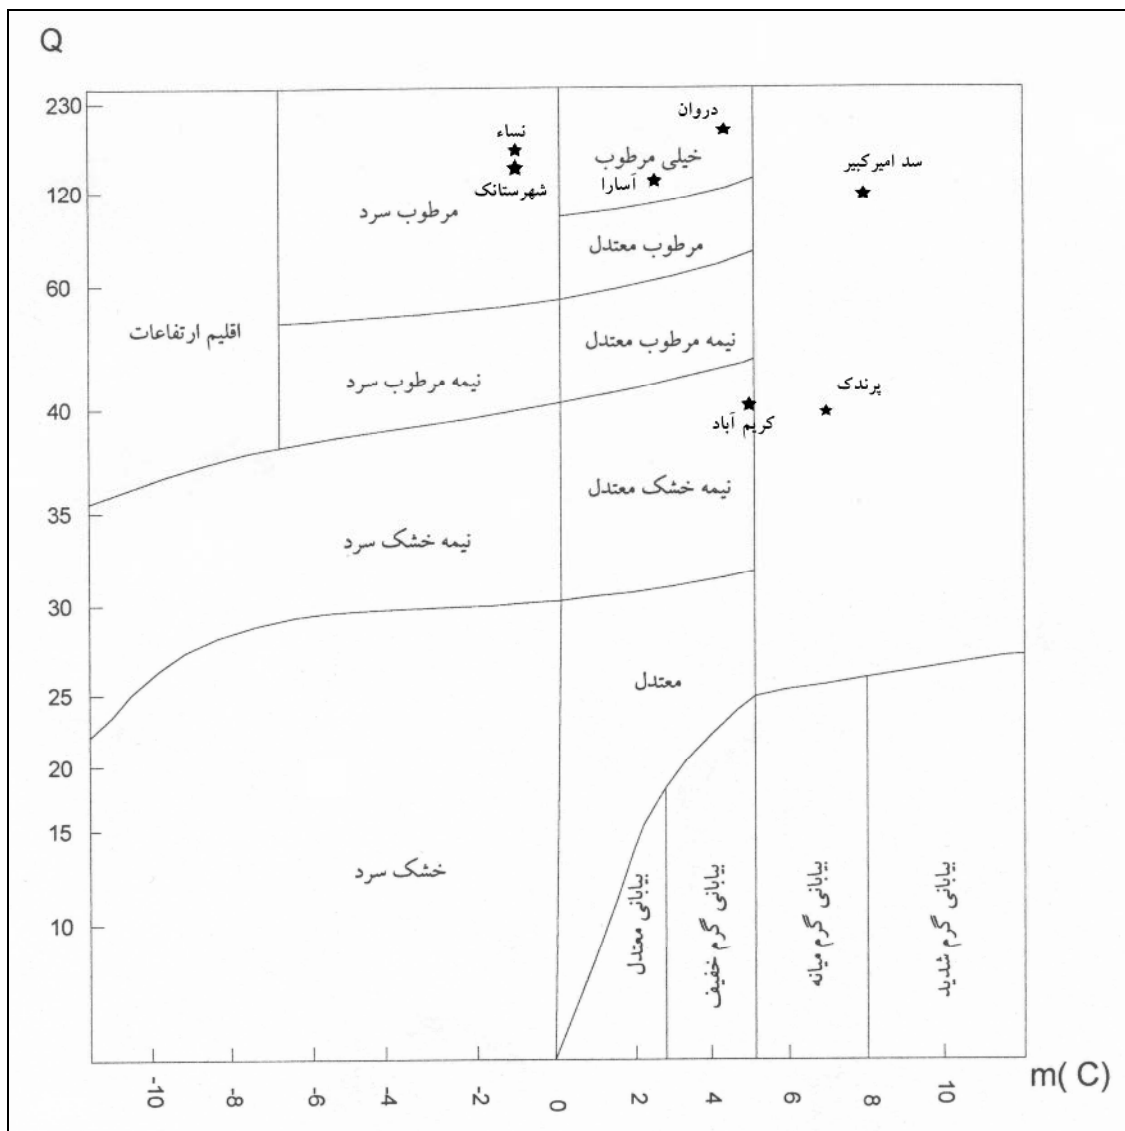 Q
230
120
60
40
35
30
25
20
15
10
دروان
نساء
خیلی مرطوب
سد امیرکبیر
آسارا
شهرستانک
مرطوب سرد
مرطوب معتدل
اقلیم ارتفاعات
نیمه مرطوب معتدل
نیمه مرطوب سرد
پرندک
کریم آباد
نیمه خشک معتدل
نیمه خشک سرد
معتدل
خشک سرد
بیابانی معتدل
بیابانی گرم خفیف
بیابانی گرم میانه
بیابانی گرم شدید
-10
-8
-6
-4
-2
0
2
4
6
8
10
m( C)